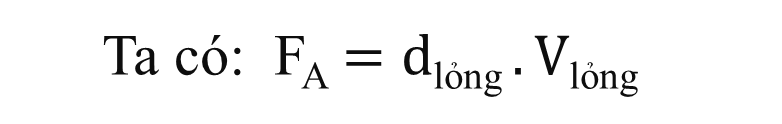 Ta có: F_A = d_lỏng . V_lỏng